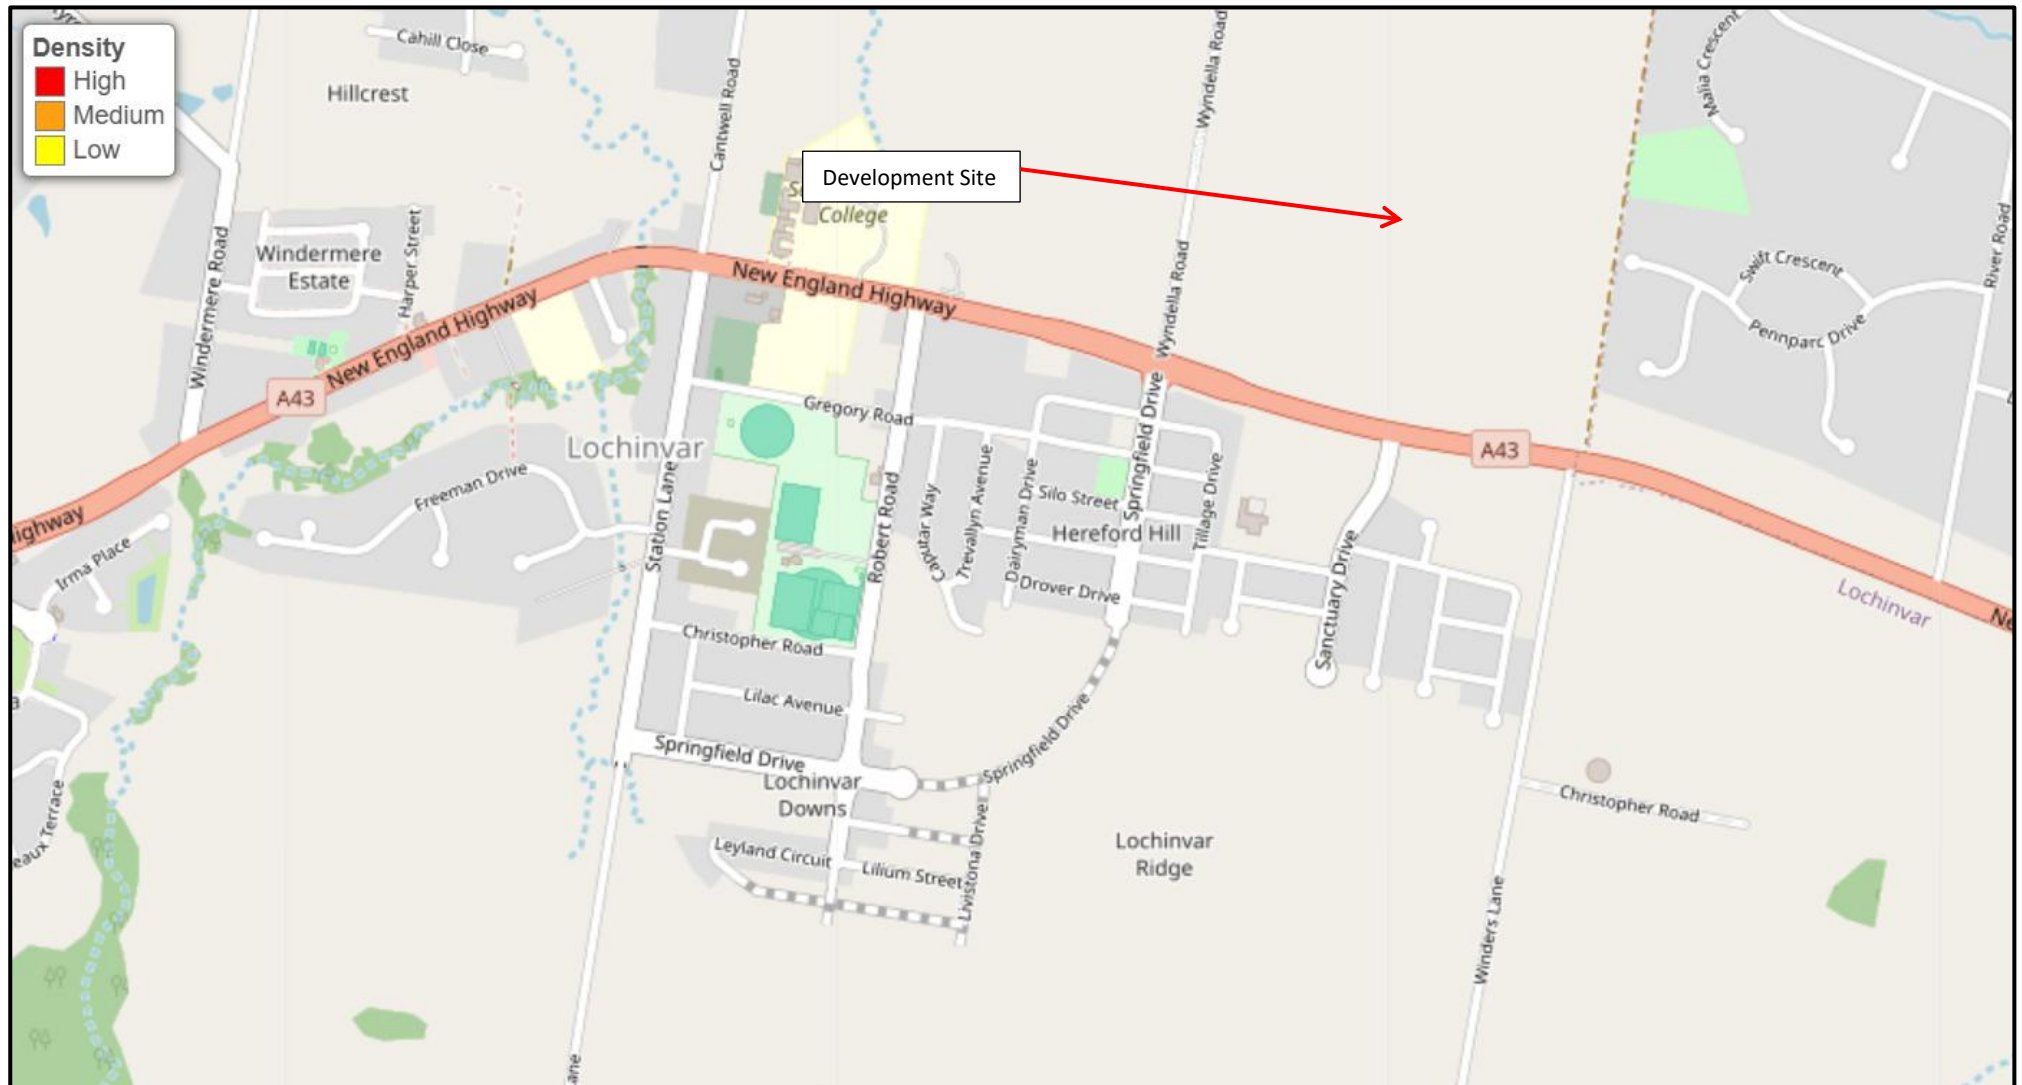 Density
High
Medium
Low
Cahill Close
Hillcrest
Cantwell Road
Wyndella Road
Wyndella Road
Malia Crescent
Development Site
College
Windermere
Estate
Harper Street
Windermere Road
New England Highway
New England Highway
Wyndella Road
Swift Crescent
River Road
Pennparc Drive
A43
Gregory Road
Lochinvar
Springfield Drive
A43
Freeman Drive
Station Lane
Robert Road
Caputar Way
Trevallyn Avenue
Dairyman Drive
Silo Street
Hereford Hill
Tillage Drive
Drover Drive
Sanctuary Drive
Irma Place
Lochinvar
Christopher Road
Lilac Avenue
Springfield Drive
Springfield Drive
Lochinvar
Downs
Christopher Road
Leyland Circuit
Lilium Street
Livistona Drive
Lochinvar
Ridge
Winders Lane